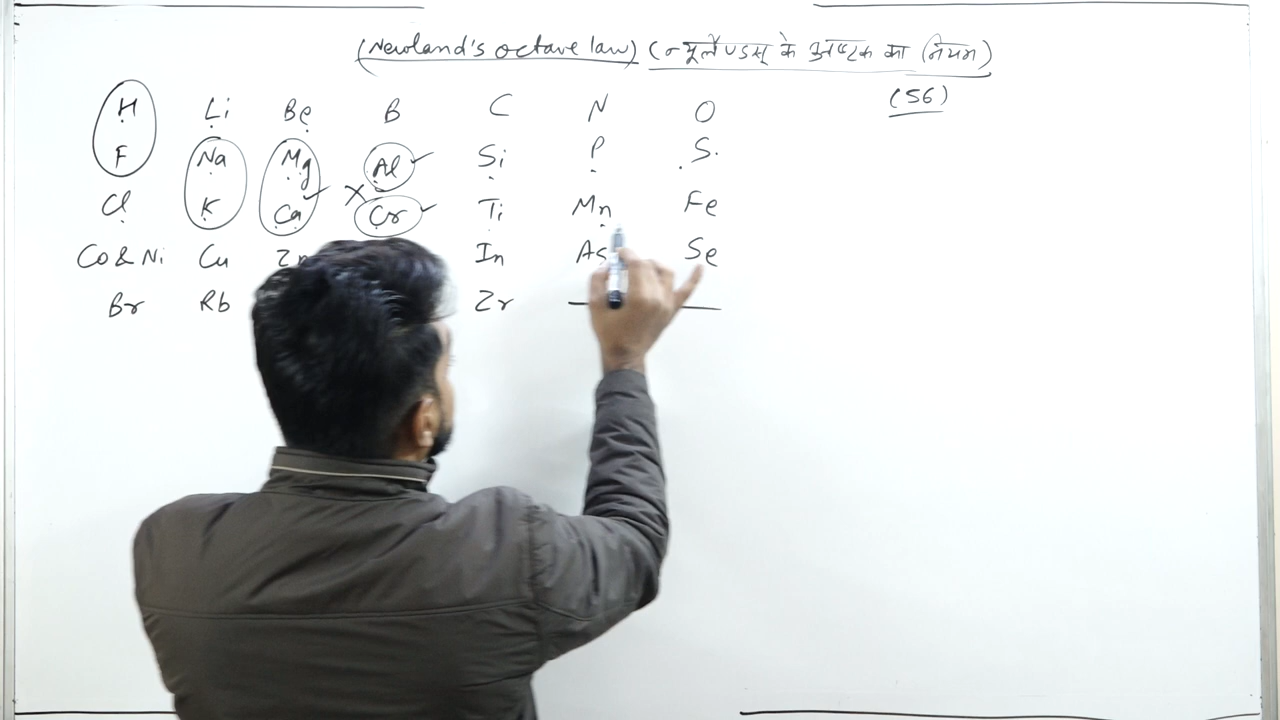 (Newland's octave law) (न्यूलैण्ड्स के अष्टक का नियम)
(56)
H Li Be B C N O
F Na Mg Al Si P S
Cl K Ca Cr Ti Mn Fe
Co & Ni Cu Zn In As Se
Br Rb Zr